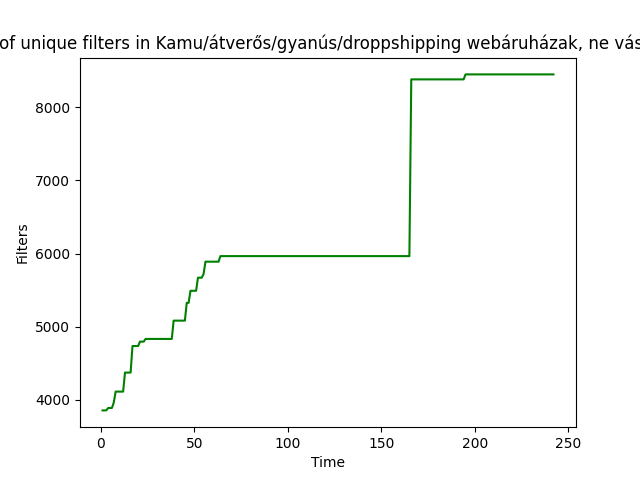 of unique filters in Kamu/átverős/gyanús/droppshipping webáruházak, ne vás
8000
7000
6000
5000
4000
Filters
0 50 100 150 200 250
Time